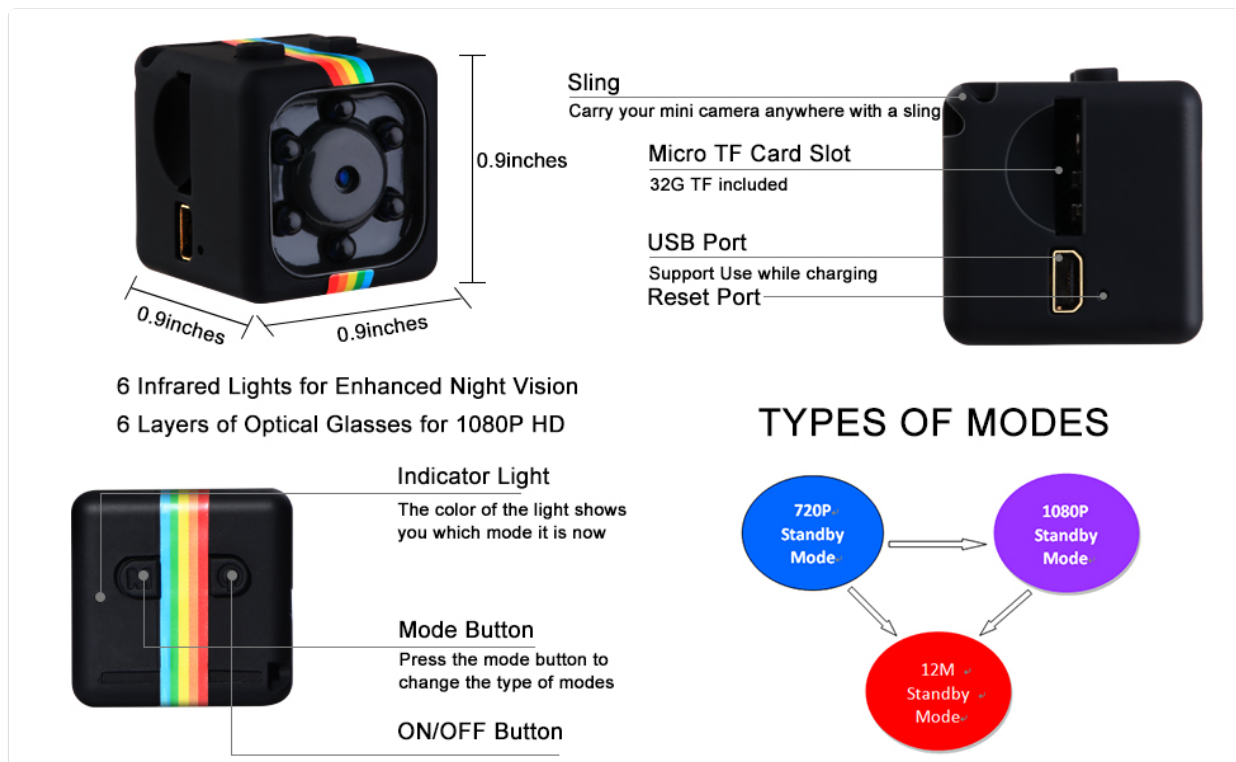 0.9inches
0.9inches
0.9inches
Sling
Carry your mini camera anywhere with a sling
Micro TF Card Slot
32G TF included
USB Port
Support Use while charging
Reset Port
6 Infrared Lights for Enhanced Night Vision
6 Layers of Optical Glasses for 1080P HD
Indicator Light
The color of the light shows
you which mode it is now
M
Mode Button
Press the mode button to
change the type of modes
ON/OFF Button
TYPES OF MODES
720P
Standby
Mode
1080P
Standby
Mode
12M
Standby
Mode